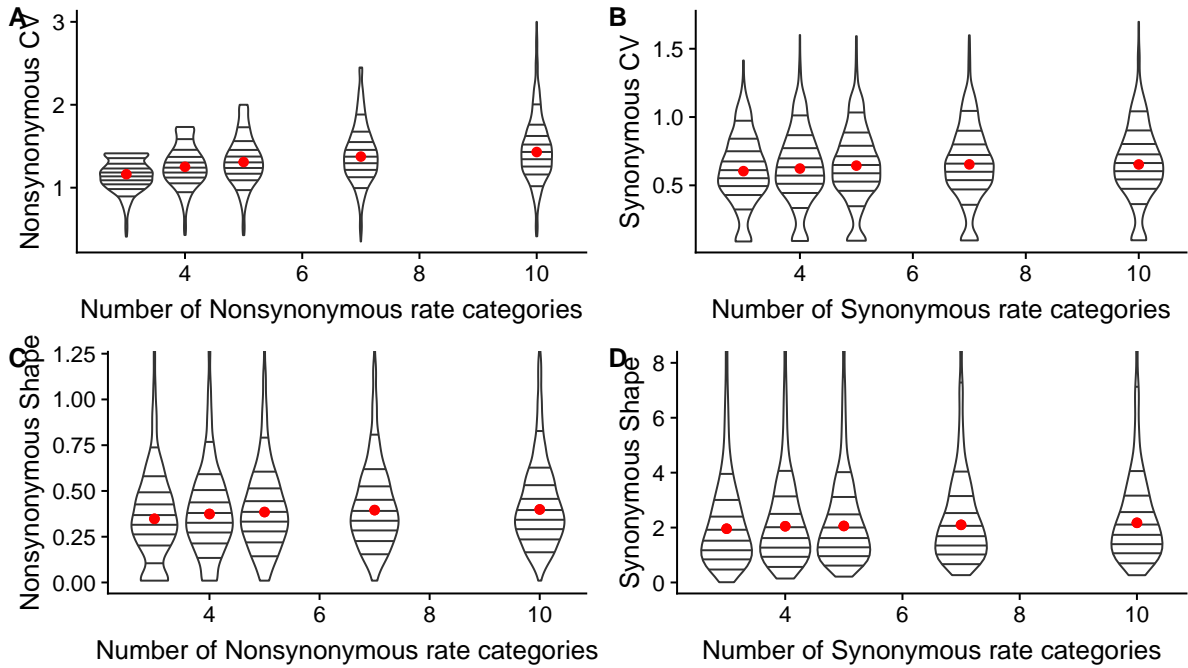 A
Nonsynonymous CV
3
2
1
4
6
8
10
Number of Nonsynonymous rate categories
B
Synonymous CV
1.5
1.0
0.5
4
6
8
10
Number of Synonymous rate categories
C
Nonsynonymous Shape
1.25
1.00
0.75
0.50
0.25
0.00
4
6
8
10
Number of Nonsynonymous rate categories
D
Synonymous Shape
8
6
4
2
0
4
6
8
10
Number of Synonymous rate categories